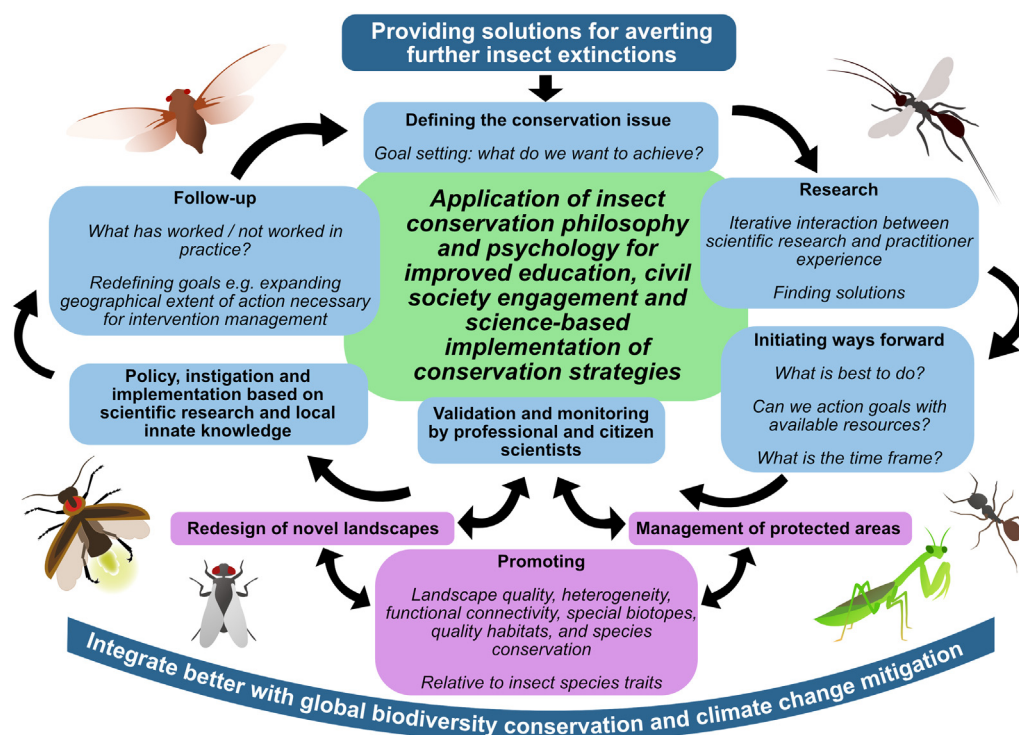 Providing solutions for averting
further insect extinctions
Defining the conservation issue
Goal setting: what do we want to achieve?
Application of insect
conservation philosophy
and psychology for
improved education, civil
society engagement and
science-based
implementation of
conservation strategies
Research
Iterative interaction between
scientific research and practitioner
experience
Finding solutions
Initiating ways forward
What is best to do?
Can we action goals with
available resources?
What is the time frame?
Follow-up
What has worked / not worked in
practice?
Redefining goals e.g. expanding
geographical extent of action necessary
for intervention management
Policy, instigation and
implementation based on
scientific research and local
innate knowledge
Validation and monitoring
by professional and citizen
scientists
Redesign of novel landscapes
Management of protected areas
Promoting
Landscape quality, heterogeneity,
functional connectivity, special biotopes,
quality habitats, and species
conservation
Relative to insect species traits
Integrate better with global biodiversity conservation and climate change mitigation